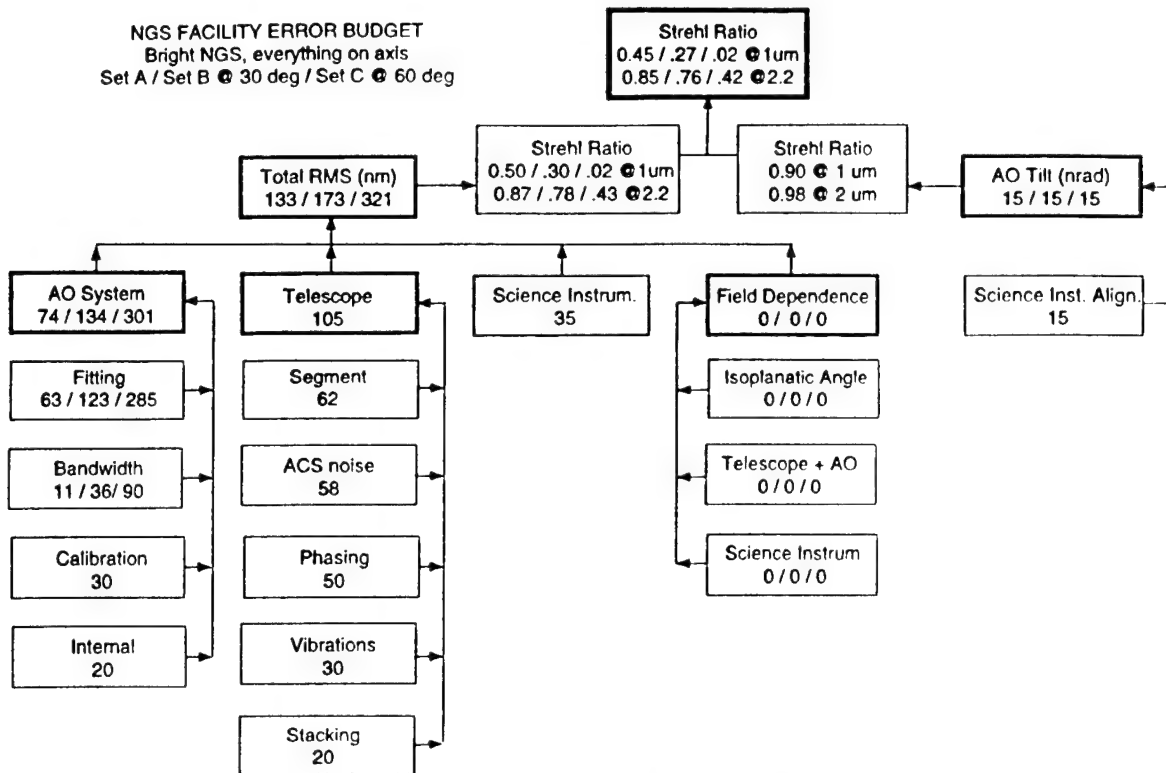 NGS FACILITY ERROR BUDGET
Bright NGS, everything on axis
Set A / Set B @ 30 deg / Set C @ 60 deg
Strehl Ratio
0.45 / .27 / .02 @1um
0.85 / .76 / .42 @2.2
Strehl Ratio
0.50 / .30 / .02 @1um
0.87 / .78 / .43 @2.2
Strehl Ratio
0.90 @ 1 um
0.98 @ 2 um
Total RMS (nm)
133 / 173 / 321
AO Tilt (nrad)
15 / 15 / 15
AO System
74 / 134 / 301
Telescope
105
Science Instrum.
35
Field Dependence
0 / 0 / 0
Science Inst. Align.
15
Fitting
63 / 123 / 285
Segment
62
Isoplanatic Angle
0 / 0 / 0
Bandwidth
11 / 36 / 90
ACS noise
58
Telescope + AO
0 / 0 / 0
Calibration
30
Phasing
50
Science Instrum
0 / 0 / 0
Internal
20
Vibrations
30
Stacking
20